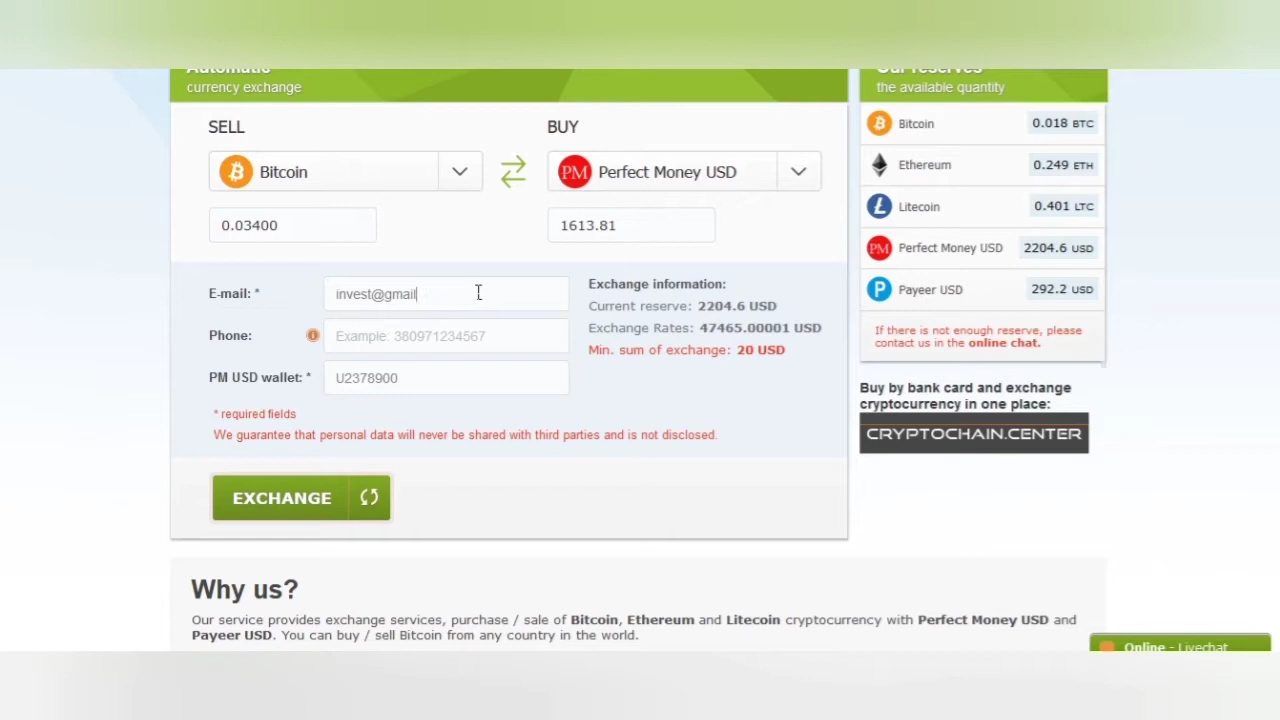 Automatic
currency exchange
SELL
BUY
Bitcoin
PM Perfect Money USD
0.03400
1613.81
E-mail: *
invest@gmail
Phone:
Example: 380971234567
PM USD wallet: *
U2378900
* required fields
We guarantee that personal data will never be shared with third parties and is not disclosed.
Exchange information:
Current reserve: 2204.6 USD
Exchange Rates: 47465.00001 USD
Min. sum of exchange: 20 USD
EXCHANGE
Our reserves
the available quantity
Bitcoin 0.018 BTC
Ethereum 0.249 ETH
Litecoin 0.401 LTC
PM Perfect Money USD 2204.6 USD
Payeer USD 292.2 USD
If there is not enough reserve, please
contact us in the online chat.
Buy by bank card and exchange
cryptocurrency in one place:
CRYPTOCHAIN.CENTER
Why us?
Our service provides exchange services, purchase / sale of Bitcoin, Ethereum and Litecoin cryptocurrency with Perfect Money USD and
Payeer USD. You can buy / sell Bitcoin from any country in the world.
Online - Livechat